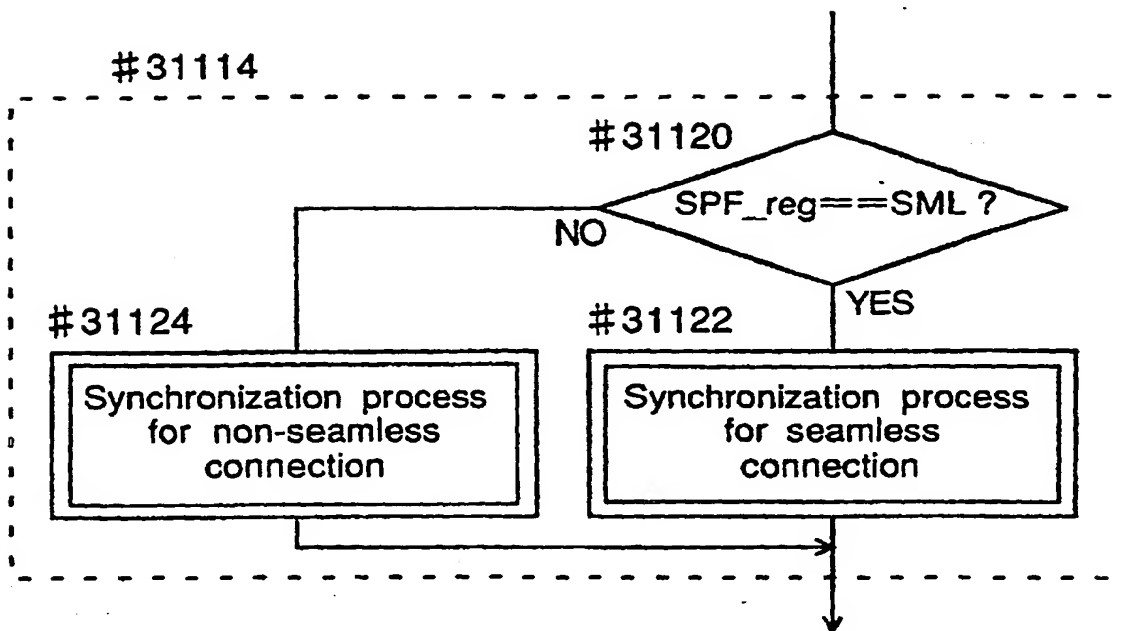 #31114
#31120
SPF_reg==SML ?
NO
YES
#31124
#31122
Synchronization process
for non-seamless
connection
Synchronization process
for seamless
connection